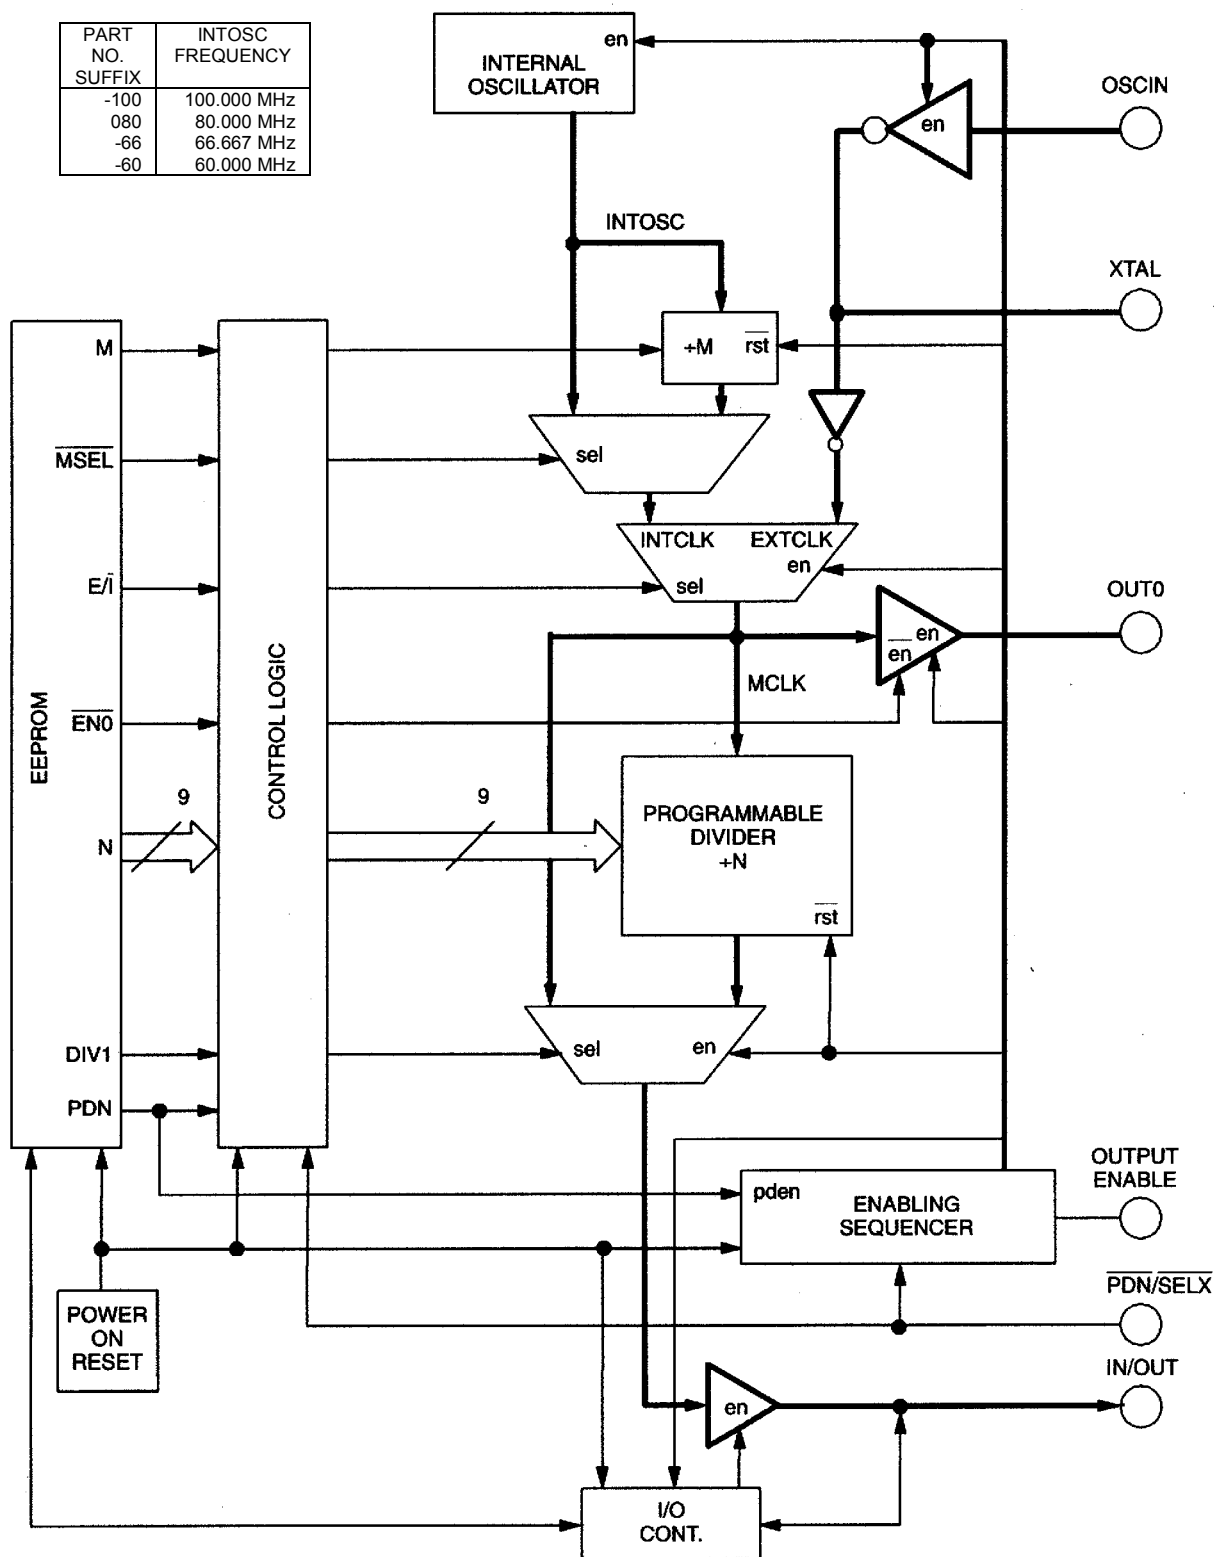 PART
NO.
SUFFIX
INTOSC
FREQUENCY
-100 100.000 MHz
080 80.000 MHz
-66 66.667 MHz
-60 60.000 MHz
INTERNAL
OSCILLATOR
en
en
OSCIN
INTOSC
XTAL
M
÷M
rst
MSEL
sel
INTCLK
EXTCLK
en
E/I
sel
OUT0
en
en
MCLK
EEPROM
CONTROL LOGIC
EN0
9
9
N
PROGRAMMABLE
DIVIDER
÷N
rst
DIV1
sel
en
PDN
OUTPUT
ENABLE
pden
ENABLING
SEQUENCER
PDN/SELX
POWER
ON
RESET
IN/OUT
en
I/O
CONT.